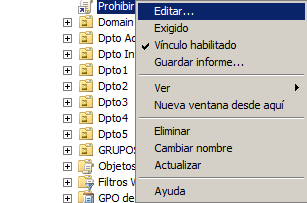 Prohibir
Domain
Dpto Ac
Dpto In
Dpto1
Dpto2
Dpto3
Dpto4
Dpto5
GRUPOS
Objetos
Filtros W
GPO de
Editar...
Exigido
Vínculo habilitado
Guardar informe...
Ver
Nueva ventana desde aquí
Eliminar
Cambiar nombre
Actualizar
Ayuda